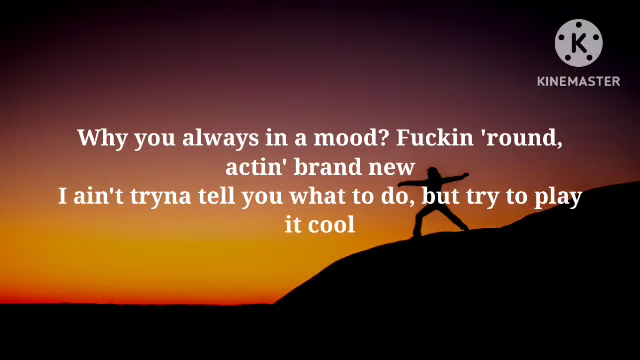 K
KINEMASTER
Why you always in a mood? Fuckin 'round,
actin' brand new
I ain't tryna tell you what to do, but try to play
it cool